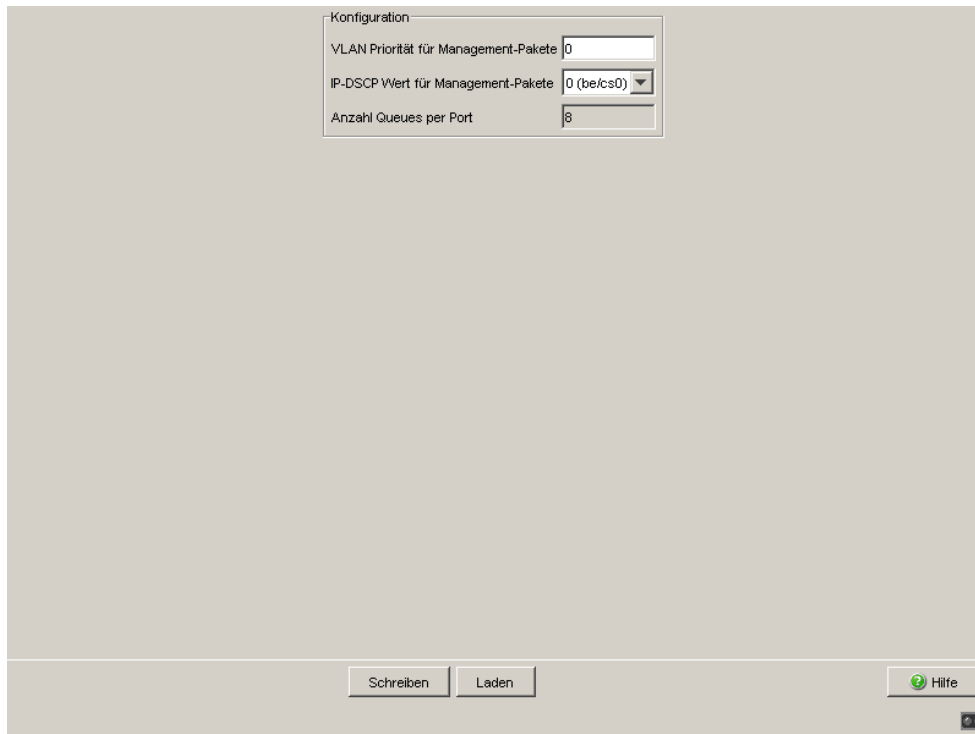 Konfiguration
VLAN Priorität für Management-Pakete 0
IP-DSCP Wert für Management-Pakete 0 (be/cs0)
Anzahl Queues per Port 8
Schreiben Laden Hilfe